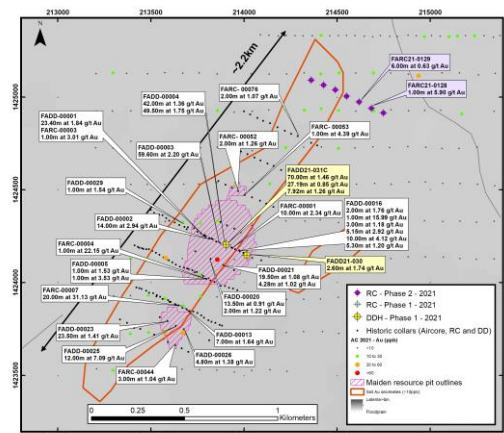 213500
214000
214500
215000
1425000
1424500
1424000
1423500
N
~2.2km
FARC21-0129
6.00m at 0.63 g/t Au
FARC21-0128
1.00m at 5.90 g/t Au
FARC- 00076
2.00m at 1.07 g/t Au
FADD-00004
42.00m at 1.36 g/t Au
49.50m at 1.75 g/t Au
FADD-00001
23.40m at 1.84 g/t Au
FARC-00003
1.00m at 3.01 g/t Au
FARC-00052
2.00m at 1.26 g/t Au
FARC-00053
1.00m at 4.39 g/t Au
FADD-00003
59.60m at 2.20 g/t Au
FADD21-031C
70.00m at 1.46 g/t Au
27.19m at 0.85 g/t Au
7.92m at 1.26 g/t Au
FADD-00029
1.00m at 1.54 g/t Au
FARC-00001
10.00m at 2.34 g/t Au
FADD-00016
2.00m at 1.76 g/t Au
1.00m at 15.99 g/t Au
3.00m at 1.18 g/t Au
5.15m at 2.92 g/t Au
10.00m at 4.12 g/t Au
5.30m at 1.20 g/t Au
FADD-00002
14.00m at 2.94 g/t Au
FARC-00004
1.00m at 22.15 g/t Au
FADD21-030
2.60m at 1.74 g/t Au
FADD-00005
1.00m at 1.53 g/t Au
1.00m at 3.53 g/t Au
FADD-00021
19.50m at 1.08 g/t Au
4.28m at 1.02 g/t Au
FARC-00007
20.00m at 31.13 g/t Au
FADD-00020
13.50m at 0.91 g/t Au
3.00m at 1.22 g/t Au
FADD-00023
23.50m at 1.41 g/t Au
FADD-00013
7.00m at 1.64 g/t Au
FADD-00025
12.00m at 7.09 g/t Au
FADD-00026
4.80m at 1.38 g/t Au
FARC-00044
3.00m at 1.04 g/t Au
RC - Phase 2 - 2021
RC - Phase 1 - 2021
DDH - Phase 1 - 2021
Historic collars (Aircore, RC and DD)
AC 2021 - Au (ppb)
Maiden resource pit outlines
Floodplain
0 0.5 1
Kilometers